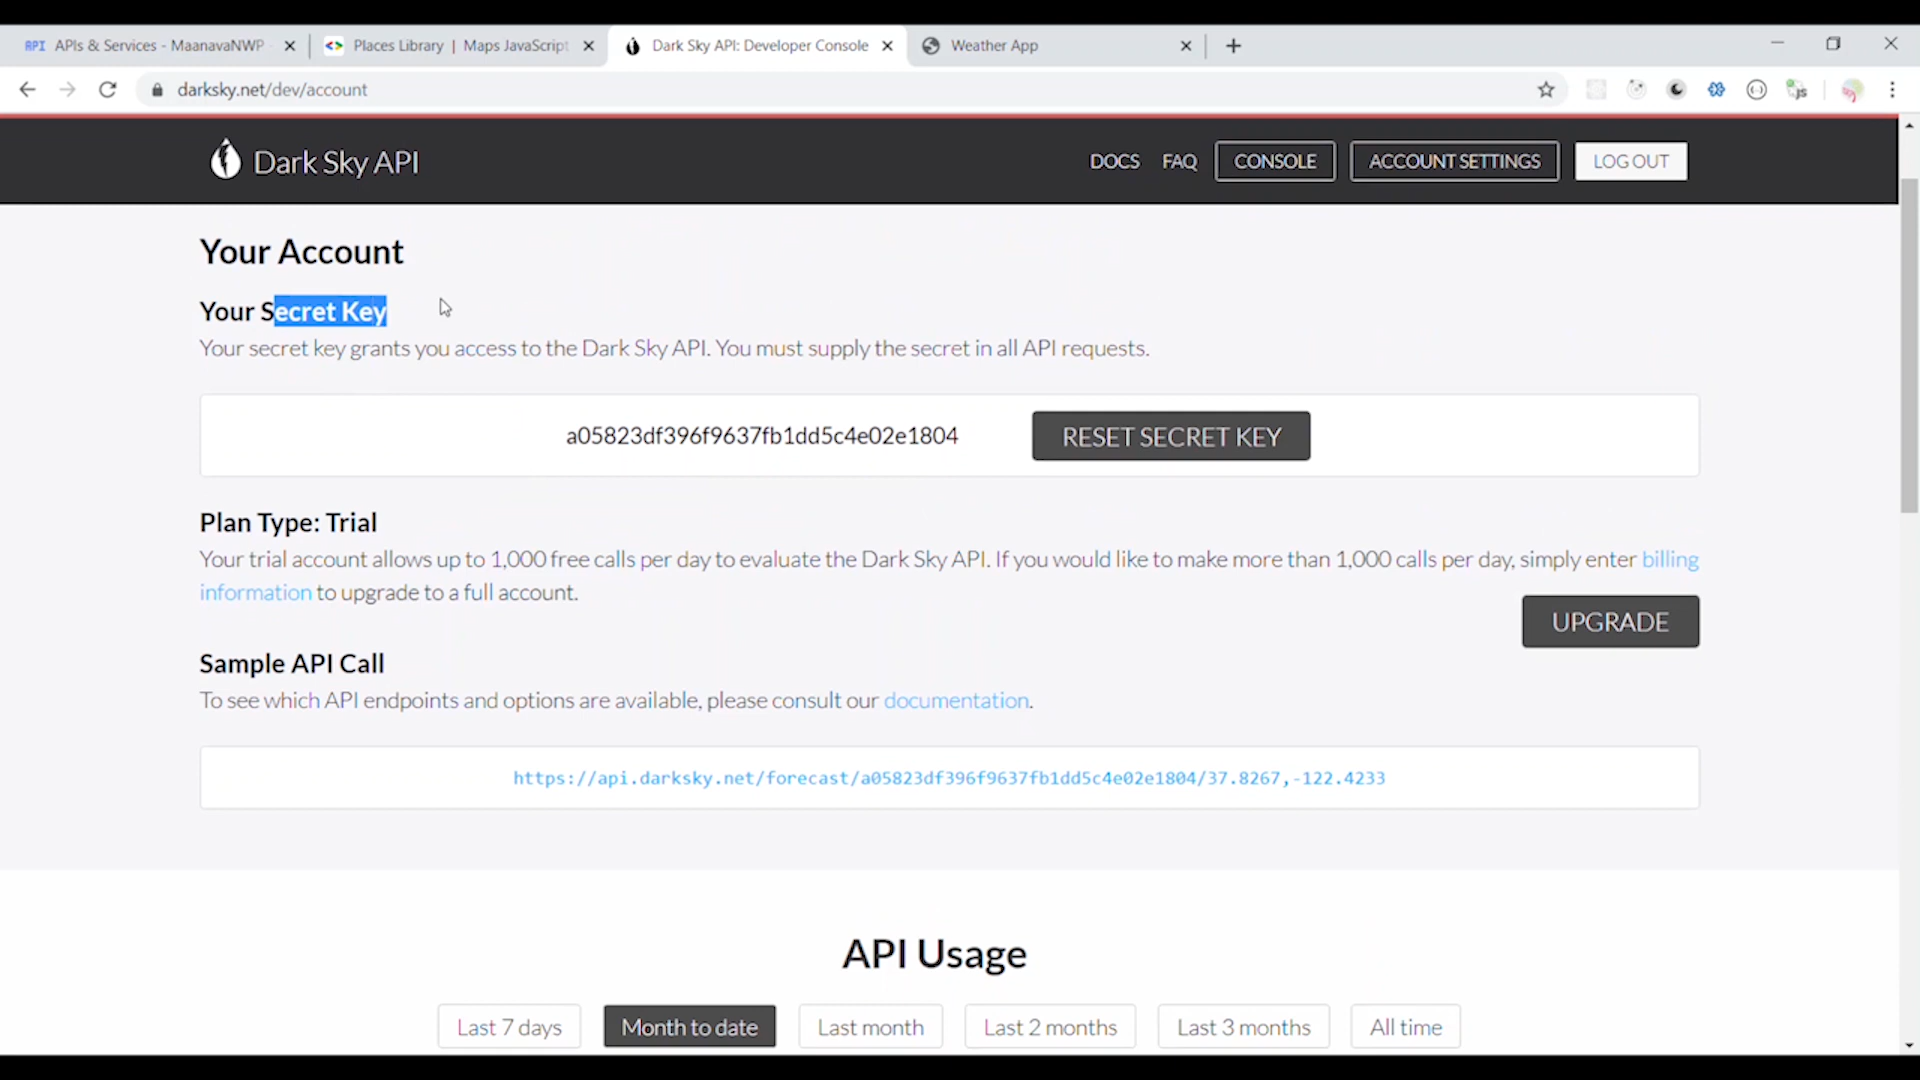 APIs & Services - MaanavaNWP
Places Library | Maps JavaScript
Dark Sky API: Developer Console
Weather App
darksky.net/dev/account
Dark Sky API
DOCS
FAQ
CONSOLE
ACCOUNT SETTINGS
LOG OUT
Your Account
Your Secret Key
Your secret key grants you access to the Dark Sky API. You must supply the secret in all API requests.
a05823df396f9637fb1dd5c4e02e1804
RESET SECRET KEY
Plan Type: Trial
Your trial account allows up to 1,000 free calls per day to evaluate the Dark Sky API. If you would like to make more than 1,000 calls per day, simply enter billing
information to upgrade to a full account.
UPGRADE
Sample API Call
To see which API endpoints and options are available, please consult our documentation.
https://api.darksky.net/forecast/a05823df396f9637fb1dd5c4e02e1804/37.8267,-122.4233
API Usage
Last 7 days
Month to date
Last month
Last 2 months
Last 3 months
All time